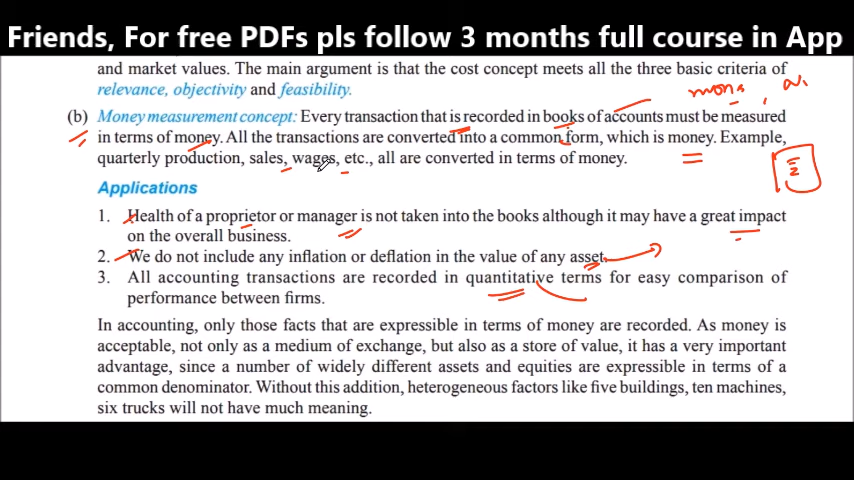 Friends, For free PDFs pls follow 3 months full course in App
and market values. The main argument is that the cost concept meets all the three basic criteria of
relevance, objectivity and feasibility.
(b) Money measurement concept: Every transaction that is recorded in books of accounts must be measured
in terms of money. All the transactions are converted into a common form, which is money. Example,
quarterly production, sales, wages, etc., all are converted in terms of money.
Applications
1. Health of a proprietor or manager is not taken into the books although it may have a great impact
on the overall business.
2. We do not include any inflation or deflation in the value of any asset.
3. All accounting transactions are recorded in quantitative terms for easy comparison of
performance between firms.
In accounting, only those facts that are expressible in terms of money are recorded. As money is
acceptable, not only as a medium of exchange, but also as a store of value, it has a very important
advantage, since a number of widely different assets and equities are expressible in terms of a
common denominator. Without this addition, heterogeneous factors like five buildings, ten machines,
six trucks will not have much meaning.